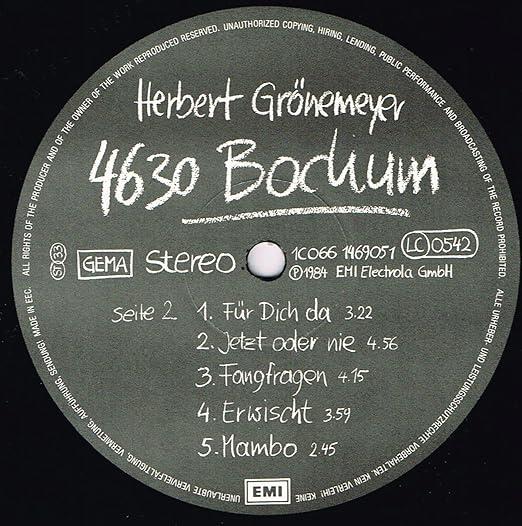 ALL RIGHTS OF THE PRODUCER AND OF THE OWNER OF THE WORK REPRODUCED RESERVED. UNAUTHORIZED COPYING, HIRING, LENDING, PUBLIC PERFORMANCE AND BROADCASTING OF THE RECORD PROHIBITED.
Herbert Grönemeyer
4630 Bochum
ST 33
GEMA
stereo
1C066 1469051
LC 0542
℗1984 EMI Electrola GmbH
Seite 2
1. Für Dich da 3.22
2. Jetzt oder nie 4.56
3. Fangfragen 4.15
4. Erwischt 3.59
5. Mambo 2.45
EMI
ALLE URHEBER- UND LEISTUNGSSCHUTZRECHTE VORBEHALTEN. KEIN VERLEIH! KEINE
UNERLAUBTE VERVIELFÄLTIGUNG, VERMIETUNG, AUFFÜHRUNG, SENDUNG! MADE IN EEC.